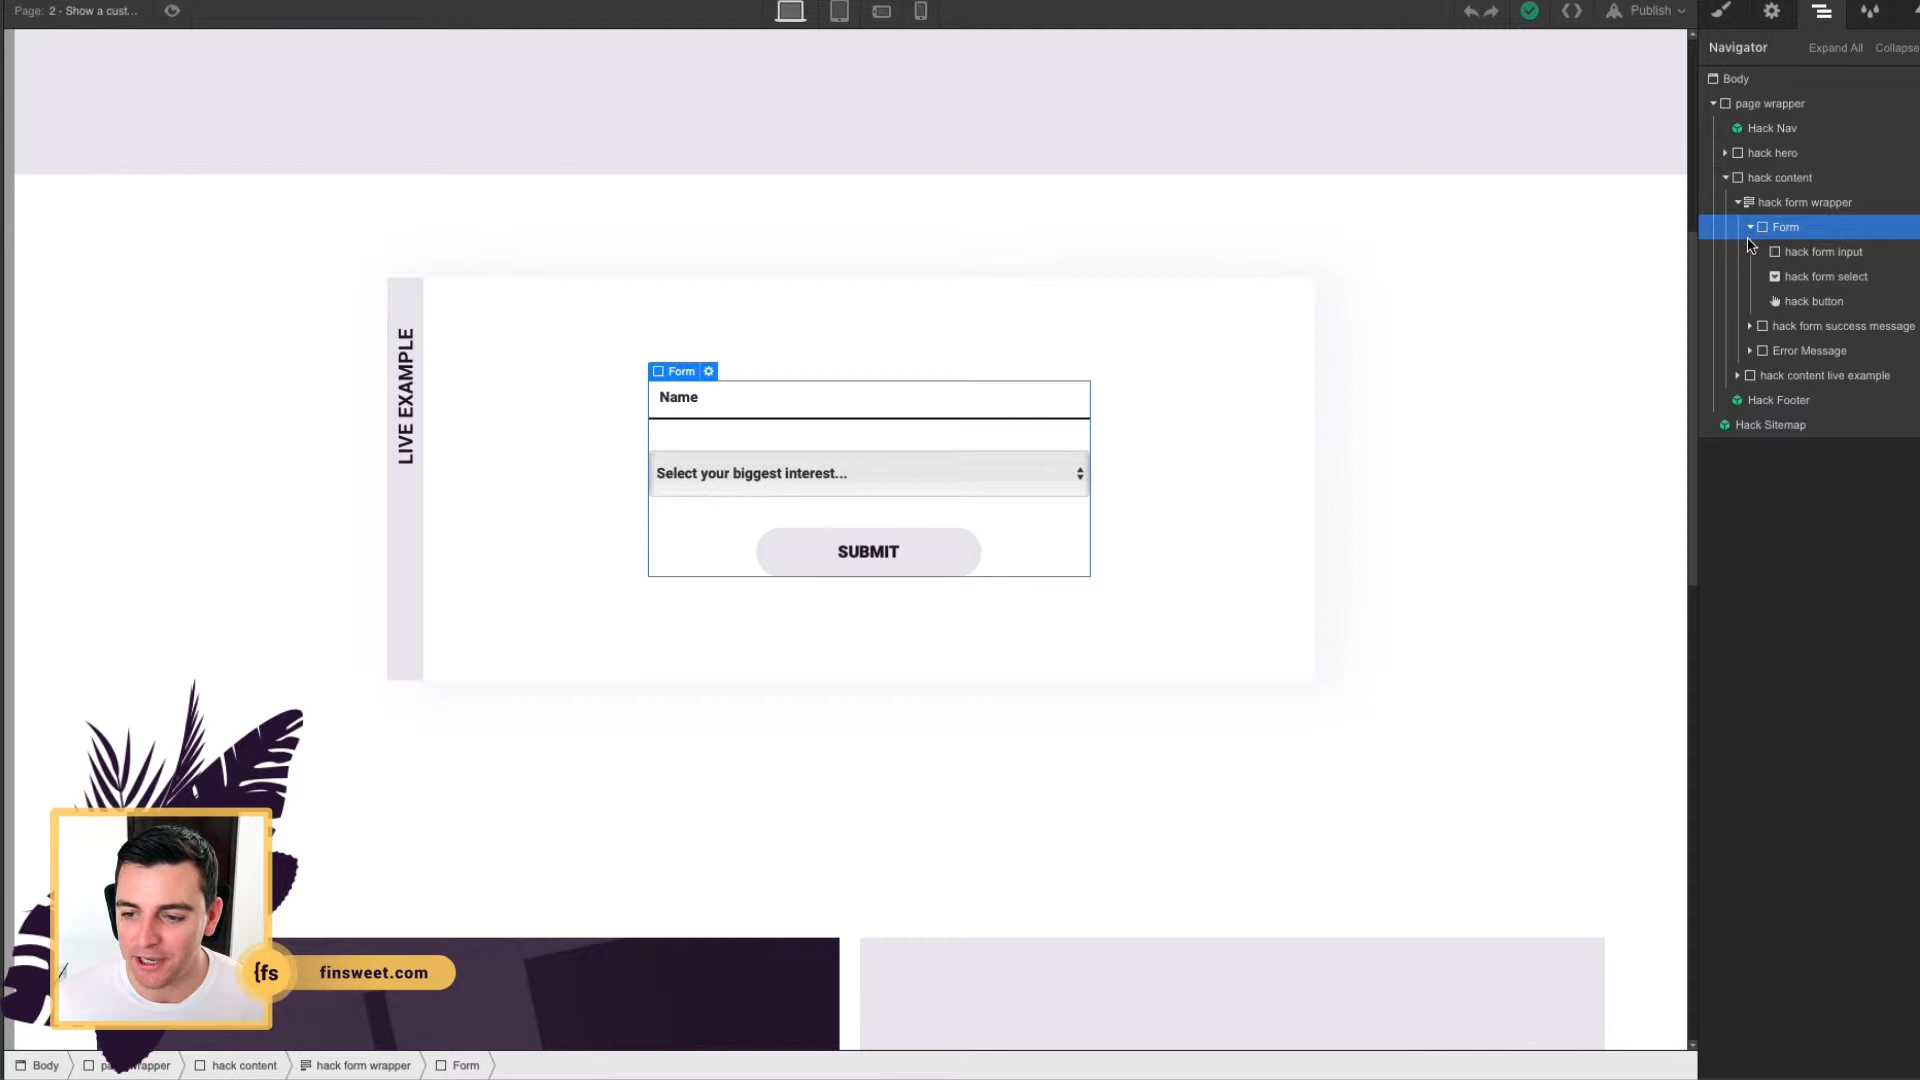 Page: 2 - Show a cust...
Publish
Navigator
Expand All
Collapse
Body
page wrapper
Hack Nav
hack hero
hack content
hack form wrapper
Form
hack form input
hack form select
hack button
hack form success message
Error Message
hack content live example
Hack Footer
Hack Sitemap
LIVE EXAMPLE
Form
Name
Select your biggest interest...
SUBMIT
{fs
finsweet.com
Body
wrapper
hack content
hack form wrapper
Form